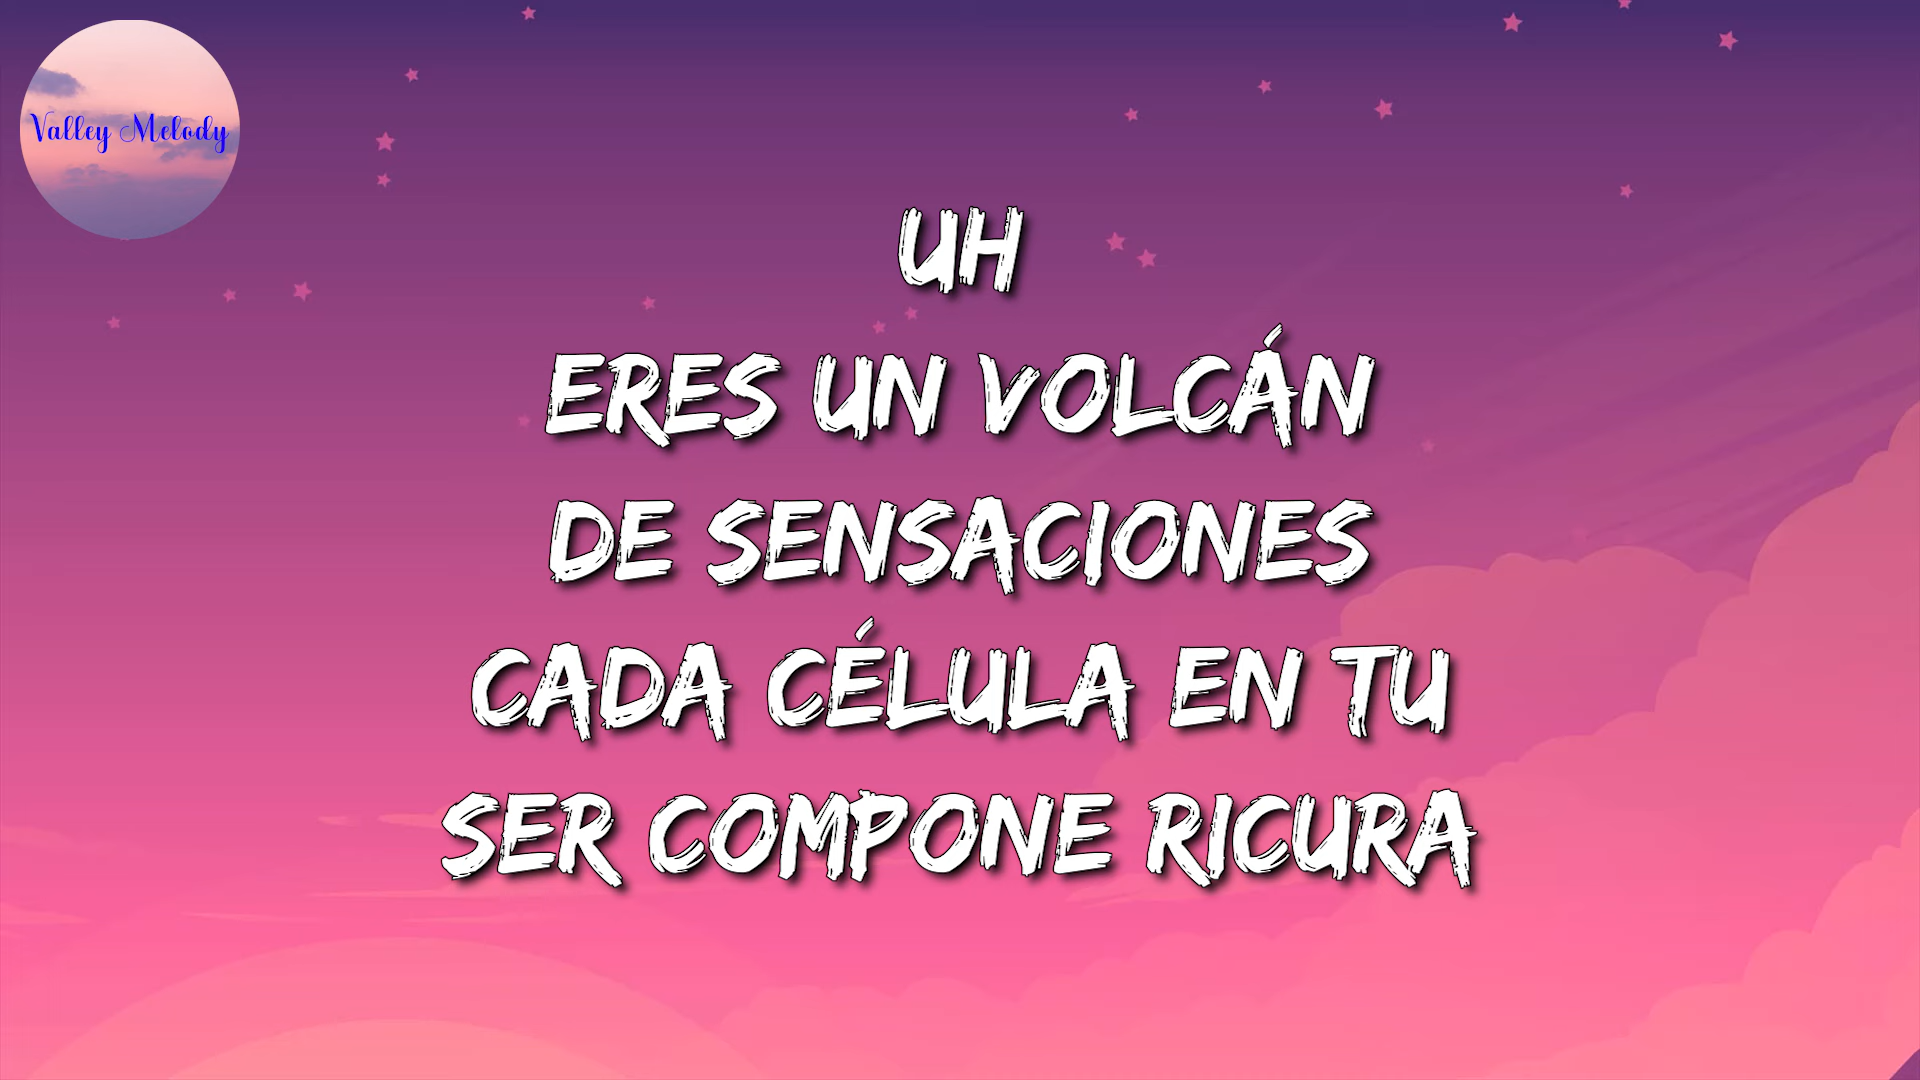 Valley Melody
UH
ERES UN VOLCÁN
DE SENSACIONES
CADA CÉLULA EN TU
SER COMPONE RICURA